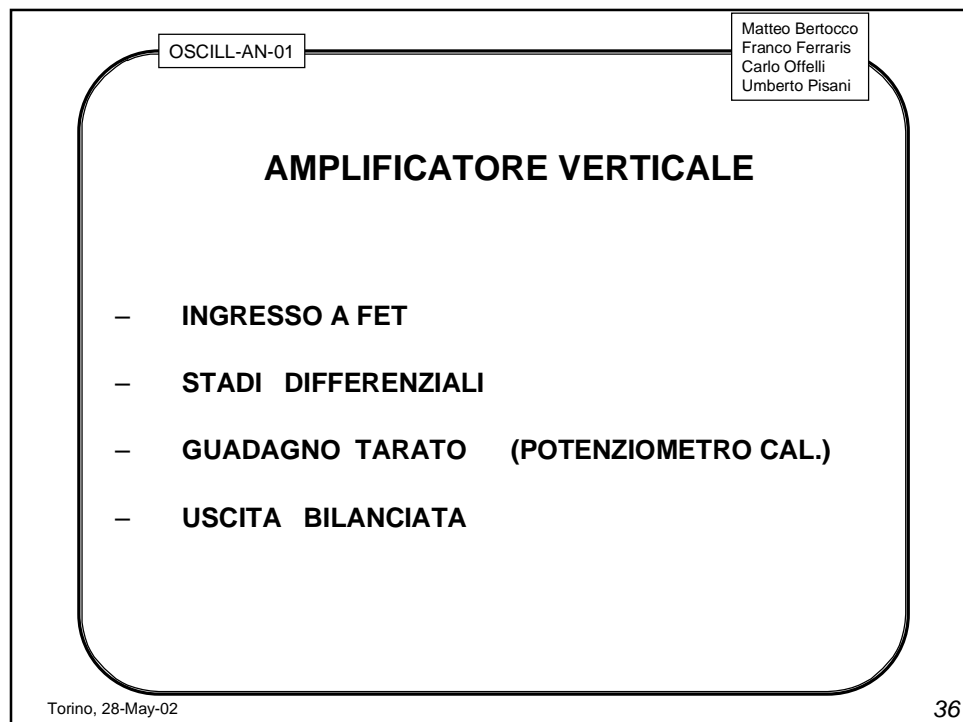 OSCILL-AN-01
Matteo Bertocco
Franco Ferraris
Carlo Offelli
Umberto Pisani
AMPLIFICATORE VERTICALE
– INGRESSO A FET
– STADI DIFFERENZIALI
– GUADAGNO TARATO (POTENZIOMETRO CAL.)
– USCITA BILANCIATA
Torino, 28-May-02
36